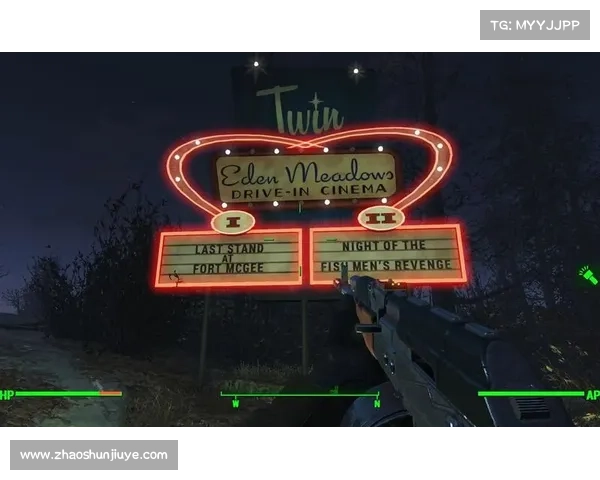 TG: MYYJJPP
Twin
Eden Meadows
DRIVE-IN CINEMA
I
II
LAST STAND
AT
FORT MCGEE
NIGHT OF THE
FISH MEN'S REVENGE
HP
W
N
AP
www.zhaoshunjiuye.com